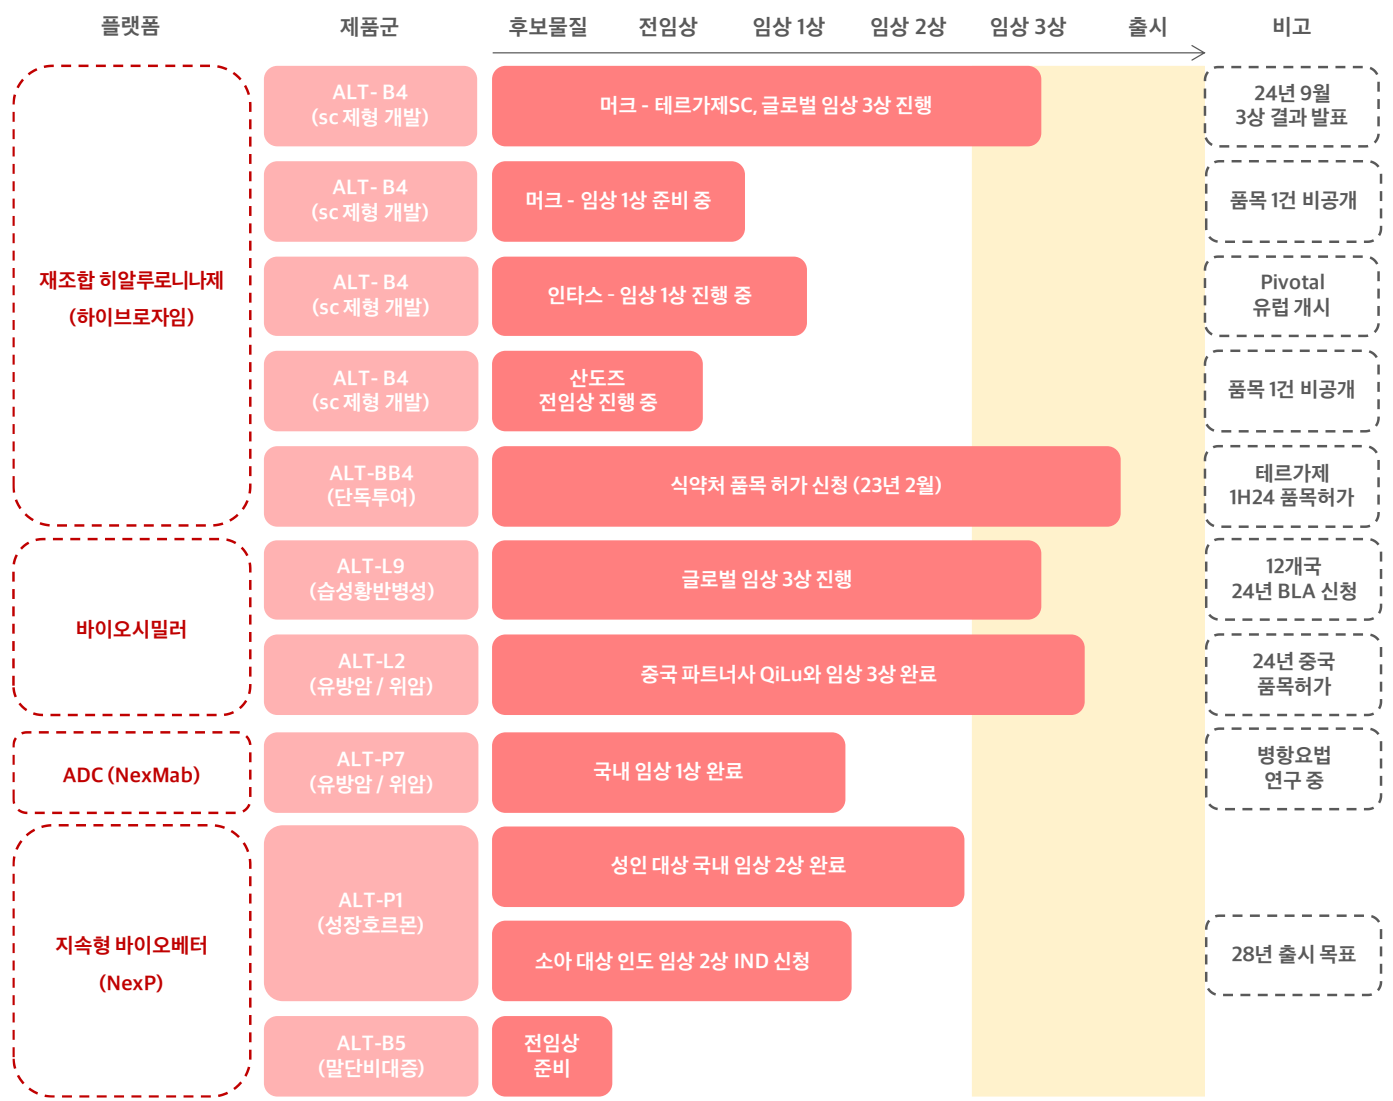 플랫폼
제품군
후보물질
전임상
임상 1상
임상 2상
임상 3상
출시
비고
재조합 히알루로니나제
(하이브로자임)
ALT- B4
(sc 제형 개발)
머크 - 테르가제SC, 글로벌 임상 3상 진행
24년 9월
3상 결과 발표
ALT- B4
(sc 제형 개발)
머크 - 임상 1상 준비 중
품목 1건 비공개
ALT- B4
(sc 제형 개발)
인타스 - 임상 1상 진행 중
Pivotal
유럽 개시
ALT- B4
(sc 제형 개발)
산도즈
전임상 진행 중
품목 1건 비공개
ALT-BB4
(단독투여)
식약처 품목 허가 신청 (23년 2월)
테르가제
1H24 품목허가
바이오시밀러
ALT-L9
(습성황반병성)
글로벌 임상 3상 진행
12개국
24년 BLA 신청
ALT-L2
(유방암 / 위암)
중국 파트너사 QiLu와 임상 3상 완료
24년 중국
품목허가
ADC (NexMab)
ALT-P7
(유방암 / 위암)
국내 임상 1상 완료
병항요법
연구 중
지속형 바이오베터
(NexP)
ALT-P1
(성장호르몬)
성인 대상 국내 임상 2상 완료
소아 대상 인도 임상 2상 IND 신청
28년 출시 목표
ALT-B5
(말단비대증)
전임상
준비